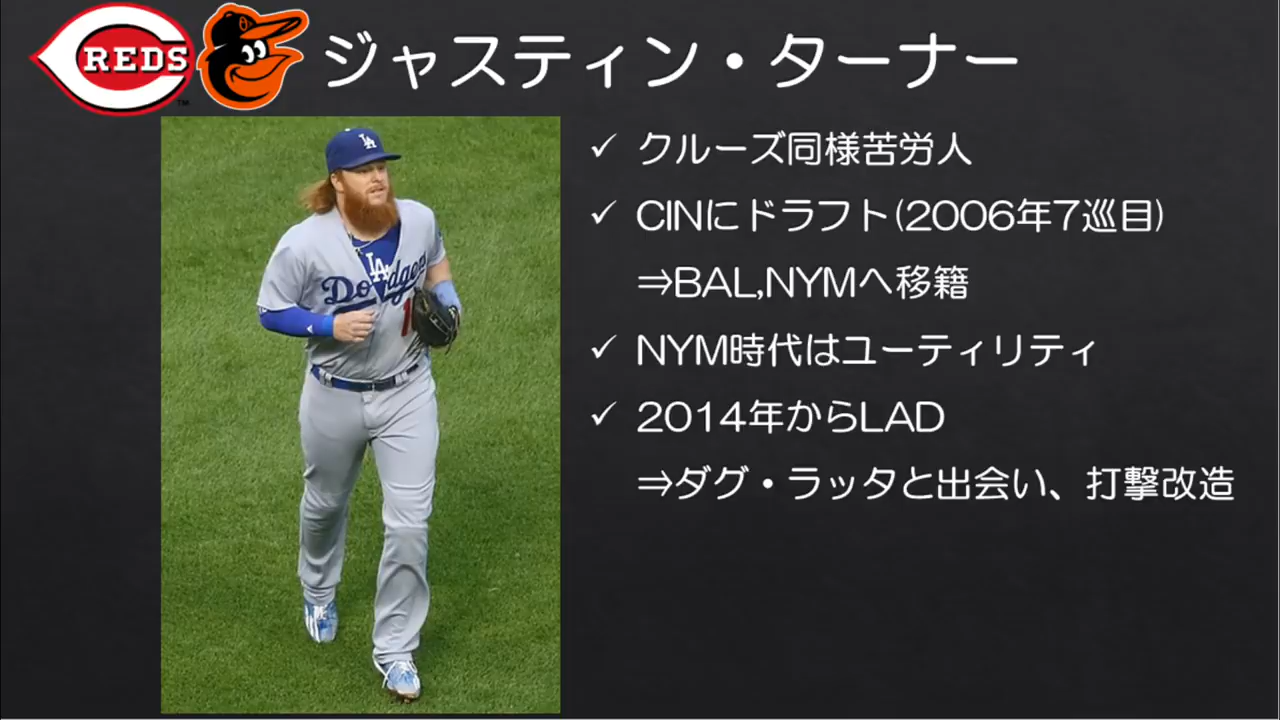 REDS
TM
ジャスティン・ターナー
クルーズ同様苦労人
CINにドラフト(2006年7巡目)
⇒BAL,NYMへ移籍
NYM時代はユーティリティ
2014年からLAD
⇒ダグ・ラッタと出会い、打撃改造
LA
LA
Dodgers
1